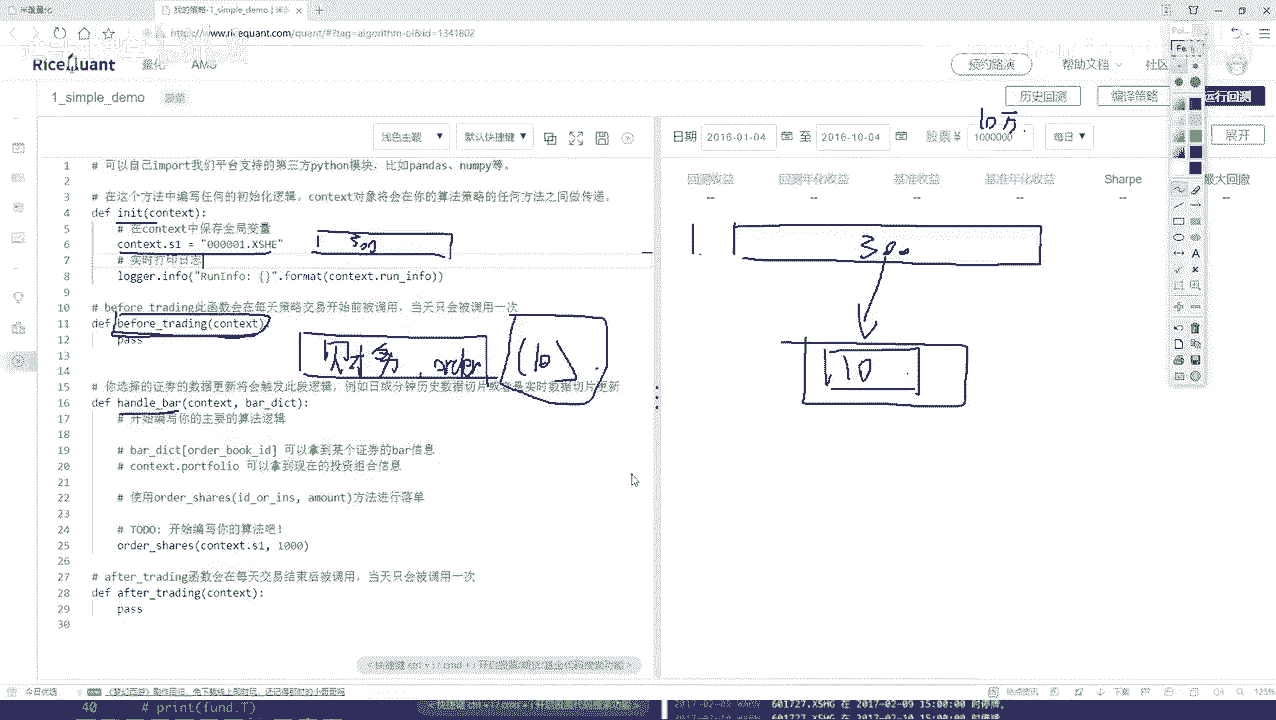 我的策略-1_simple_demo
https://www.ricequant.com/quant/#?tag=algorithm-ol&id=1341802
RiceQuant
量化
AMS
预约路演
帮助文档
社区
1_simple_demo
历史回测
编译策略
运行回测
浅色主题
默认快捷键
日期 2016-01-04 至 2016-10-04 股票 ¥ 1000000 每日
10万.
展开
回测收益 回测年化收益 基准收益 基准年化收益 Sharpe 最大回撤
-- -- -- -- -- --
1 # 可以自己import我们平台支持的第三方python模块，比如pandas、numpy等。
2
3 # 在这个方法中编写任何的初始化逻辑。context对象将会在你的算法策略的任何方法之间做传递。
4 def init(context):
5 # 在context中保存全局变量
6 context.s1 = "000001.XSHE"
300
7 # 实时打印日志
8 logger.info("RunInfo: {}".format(context.run_info))
9
10 # before_trading此函数会在每天策略交易开始前被调用，当天只会被调用一次
11 def before_trading(context):
12 pass
13
14
财务 . order (10) .
15 # 你选择的证券的数据更新将会触发此段逻辑，例如日或分钟历史数据切片或者是实时数据切片更新
16 def handle_bar(context, bar_dict):
17 # 开始编写你的主要的算法逻辑
18
19 # bar_dict[order_book_id] 可以拿到某个证券的bar信息
20 # context.portfolio 可以拿到现在的投资组合信息
21
22 # 使用order_shares(id_or_ins, amount)方法进行落单
23
24 # TODO: 开始编写你的算法吧！
25 order_shares(context.s1, 1000)
26
27 # after_trading函数会在每天交易结束后被调用，当天只会被调用一次
28 def after_trading(context):
29 pass
30
1. 300
10
今日优选
下载
125%
40 # print(fund.T)
601727.XSHG 在 2017-02-09 15:00:00 时停牌.